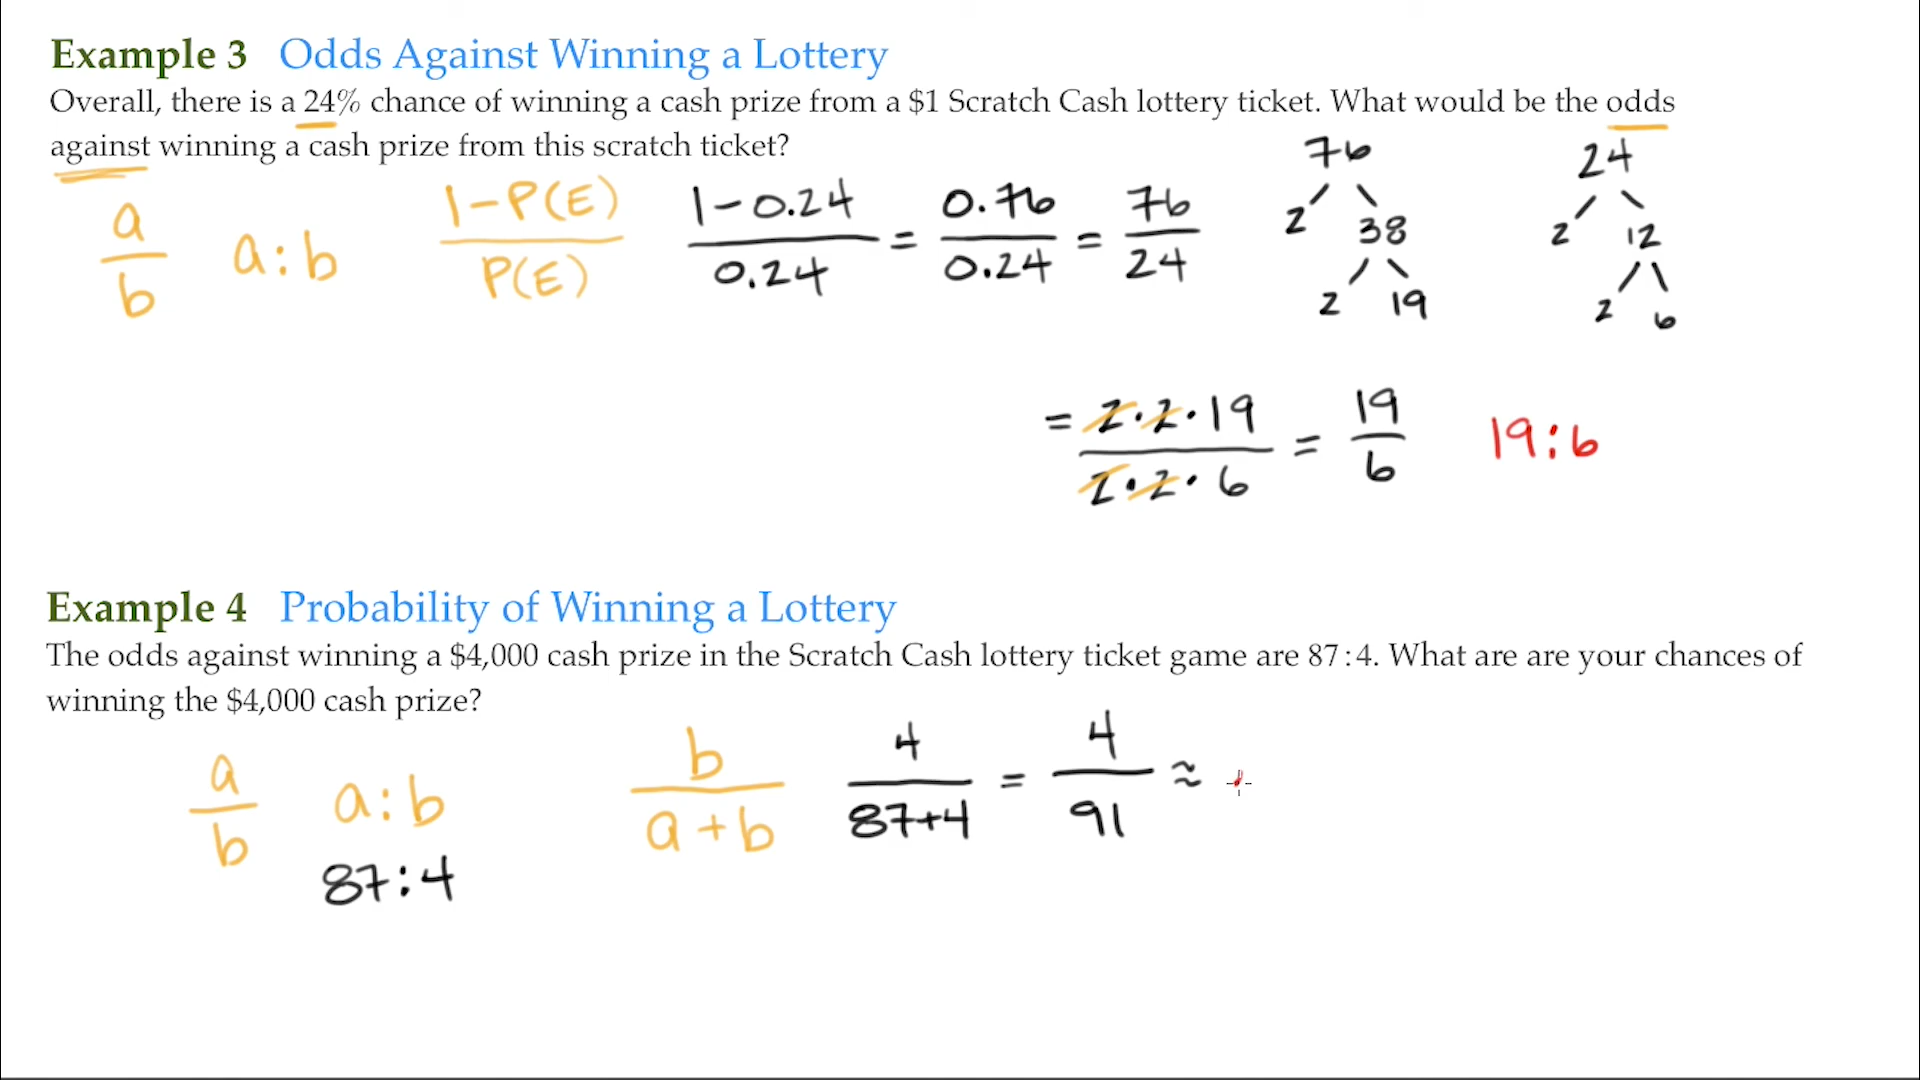 Example 3 Odds Against Winning a Lottery
Overall, there is a 24% chance of winning a cash prize from a $1 Scratch Cash lottery ticket. What would be the odds
against winning a cash prize from this scratch ticket?
a/b a:b (1-P(E))/P(E) (1-0.24)/0.24 = 0.76/0.24 = 76/24
76
2 38
2 19
24
2 12
2 6
= (2·2·19)/(2·2·6) = 19/6 19:6
Example 4 Probability of Winning a Lottery
The odds against winning a $4,000 cash prize in the Scratch Cash lottery ticket game are 87:4. What are are your chances of
winning the $4,000 cash prize?
a/b a:b b/(a+b) 4/(87+4) = 4/91 ≈
87:4